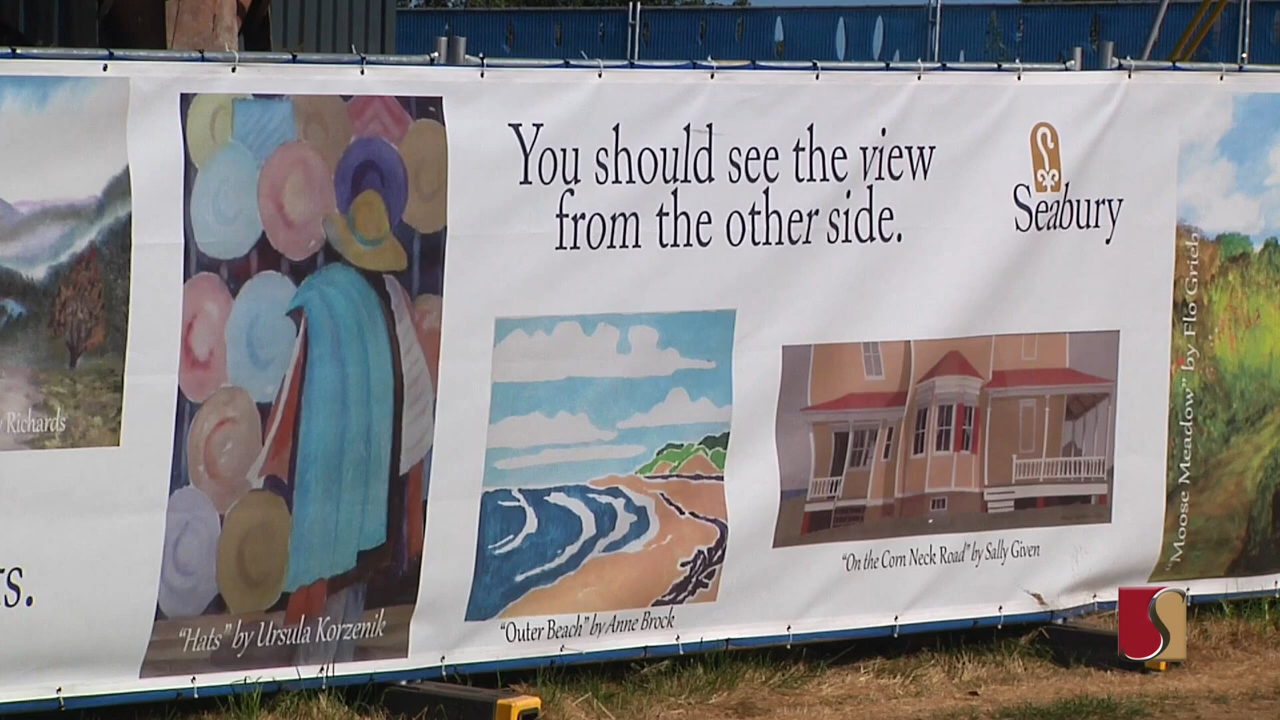 Richards
s.
"Hats" by Ursula Korzenik
You should see the view
from the other side.
Seabury
"Outer Beach" by Anne Brock
"On the Corn Neck Road" by Sally Given
"Moose Meadow" by Flo Grieb
S